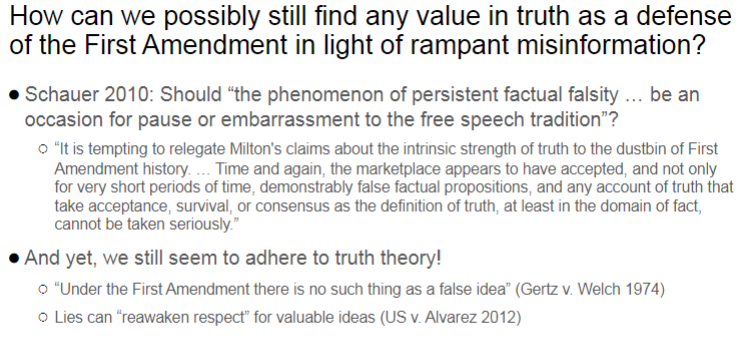 How can we possibly still find any value in truth as a defense
of the First Amendment in light of rampant misinformation?
● Schauer 2010: Should “the phenomenon of persistent factual falsity … be an
occasion for pause or embarrassment to the free speech tradition”?
○ “It is tempting to relegate Milton's claims about the intrinsic strength of truth to the dustbin of First
Amendment history. … Time and again, the marketplace appears to have accepted, and not only
for very short periods of time, demonstrably false factual propositions, and any account of truth that
take acceptance, survival, or consensus as the definition of truth, at least in the domain of fact,
cannot be taken seriously.”
● And yet, we still seem to adhere to truth theory!
○ “Under the First Amendment there is no such thing as a false idea” (Gertz v. Welch 1974)
○ Lies can “reawaken respect” for valuable ideas (US v. Alvarez 2012)